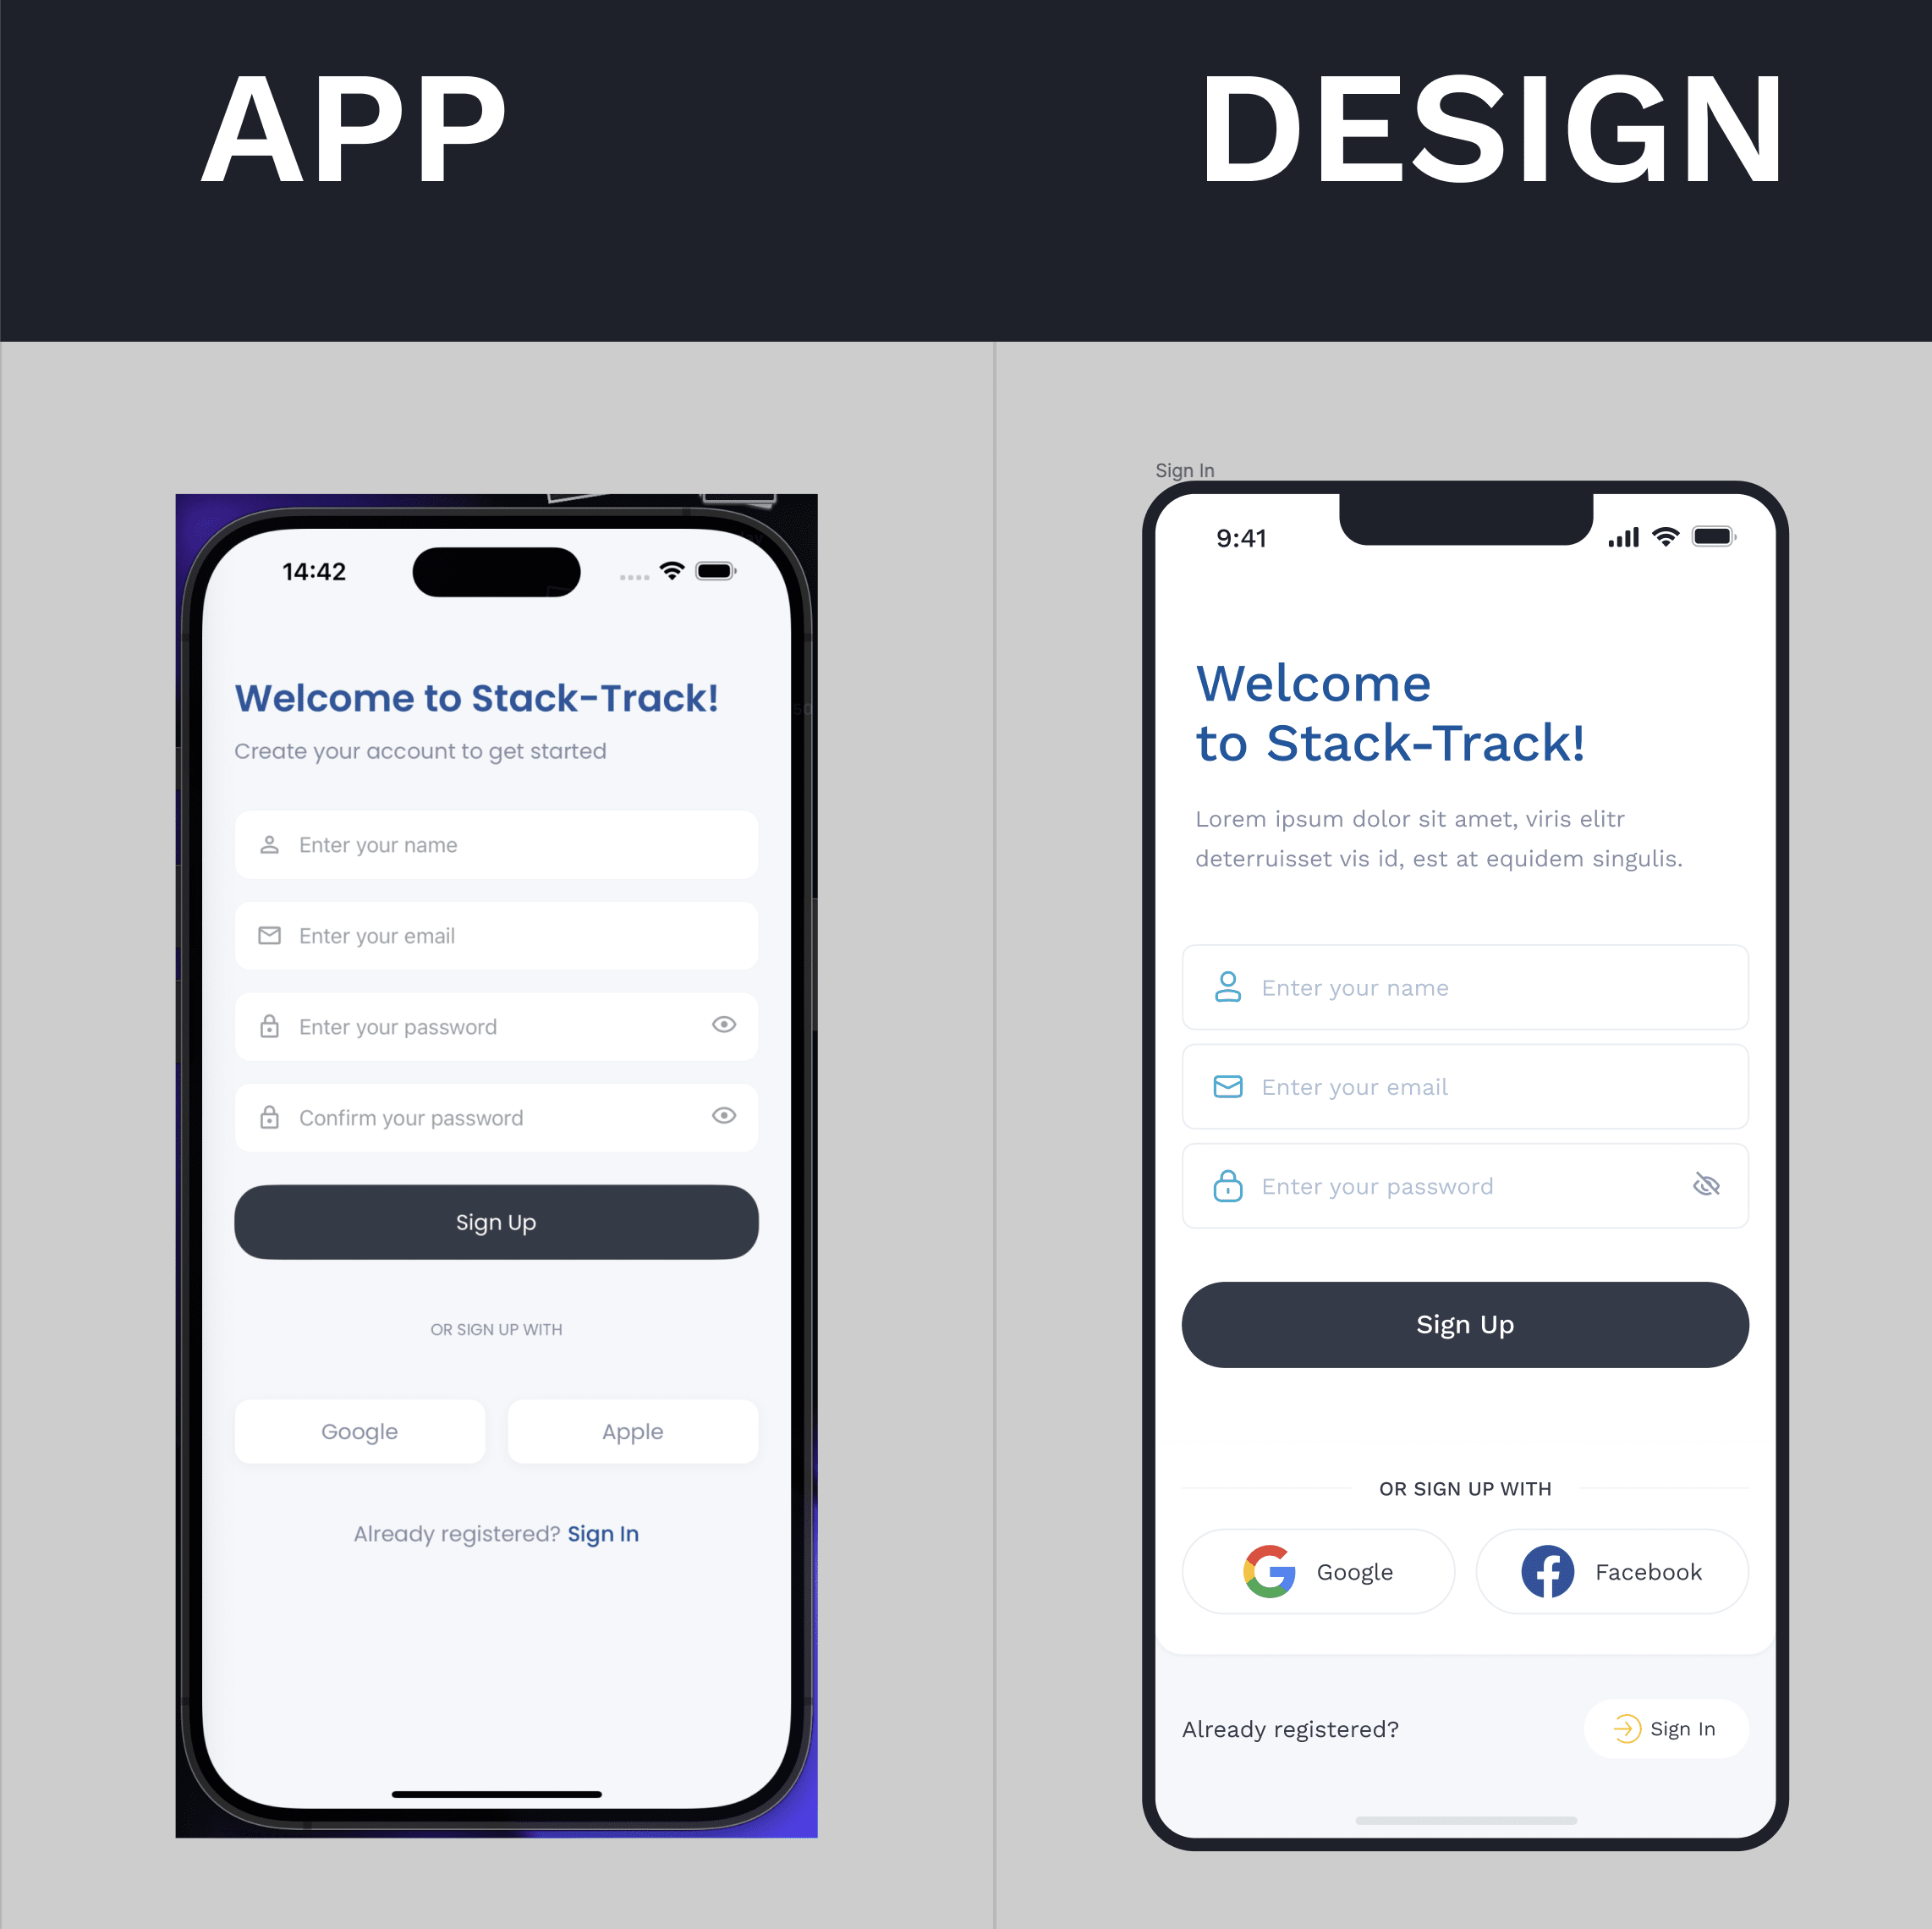 APP
DESIGN
14:42
Welcome to Stack-Track!
Create your account to get started
Enter your name
Enter your email
Enter your password
Confirm your password
Sign Up
OR SIGN UP WITH
Google
Apple
Already registered? Sign In
Sign In
9:41
Welcome
to Stack-Track!
Lorem ipsum dolor sit amet, viris elitr
deterruisset vis id, est at equidem singulis.
Enter your name
Enter your email
Enter your password
Sign Up
OR SIGN UP WITH
Google
Facebook
Already registered?
Sign In